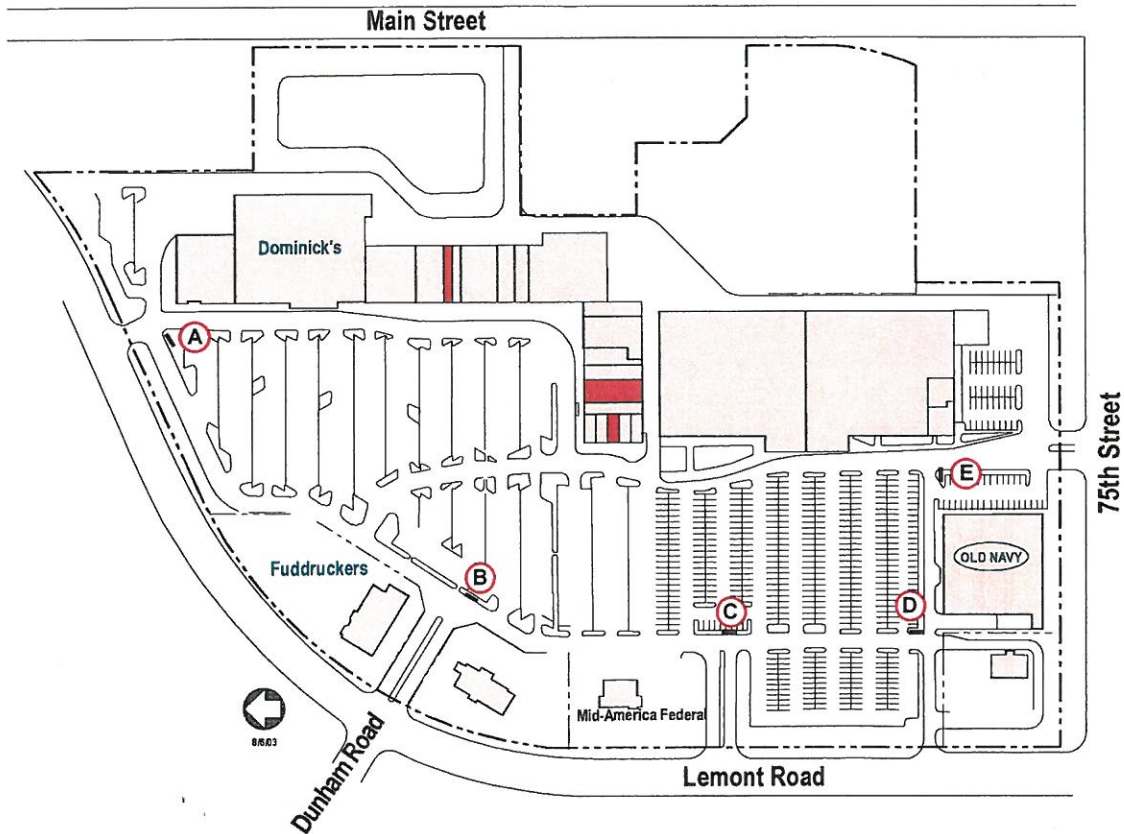 Main Street
Dominick's
A
75th Street
E
OLD NAVY
Fuddruckers
B
C
D
Mid-America Federal
8/6/03
Dunham Road
Lemont Road